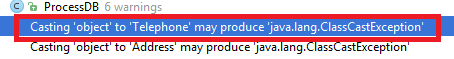 ProcessDB 6 warnings
Casting 'object' to 'Telephone' may produce 'java.lang.ClassCastException'
Casting 'object' to 'Address' may produce 'java.lang.ClassCastException'